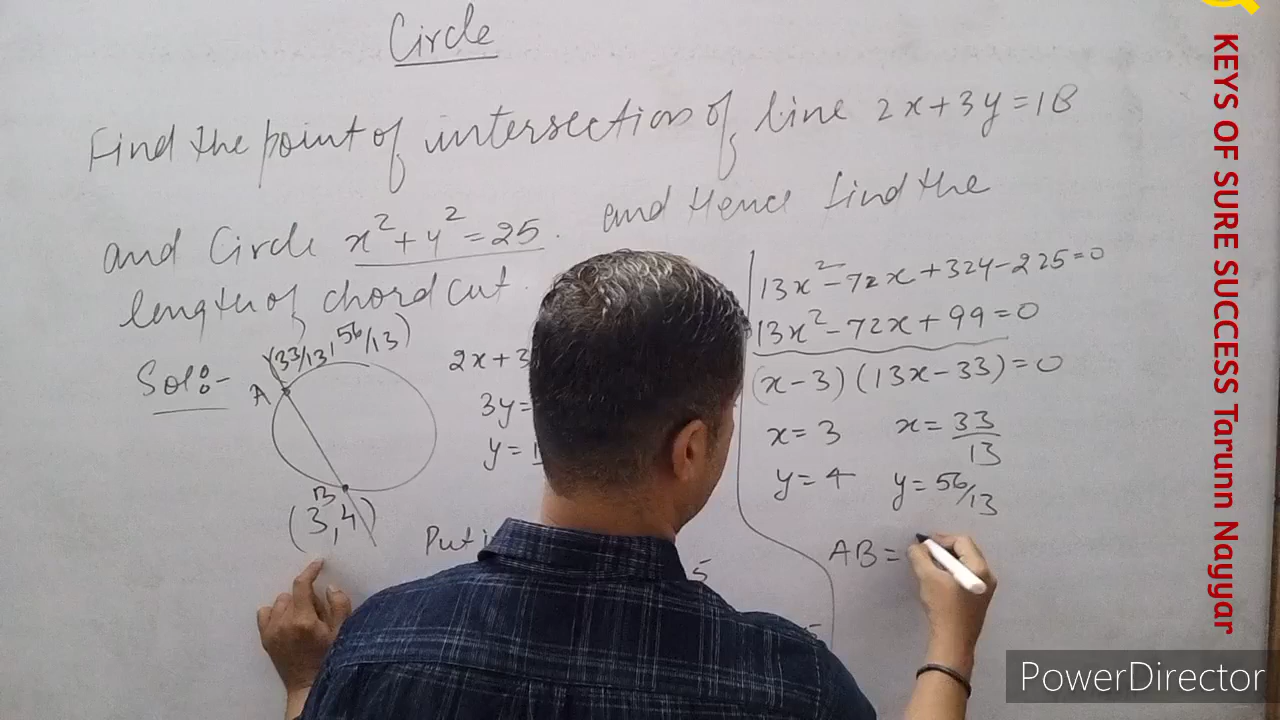 Circle
Find the point of intersection of line 2x+3y=18
and Circle x²+y²=25. and Hence find the
length of chord cut.
Sol:-
A (33/13, 56/13)
B
(3,4)
2x+3
3y=
y=
Put i
5
13x²-72x+324-225=0
13x²-72x+99=0
(x-3)(13x-33)=0
x=3 x=33/13
y=4 y=56/13
AB=
KEYS OF SURE SUCCESS Tarunn Nayyar
PowerDirector